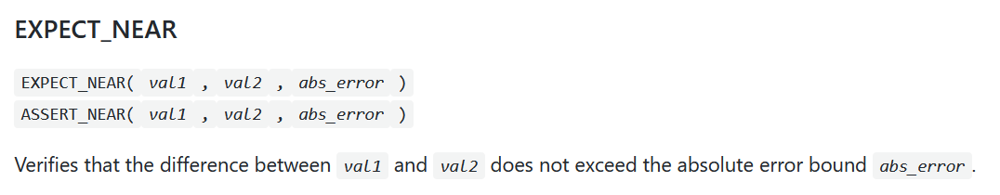 EXPECT_NEAR
EXPECT_NEAR( val1 , val2 , abs_error )
ASSERT_NEAR( val1 , val2 , abs_error )
Verifies that the difference between val1 and val2 does not exceed the absolute error bound abs_error.